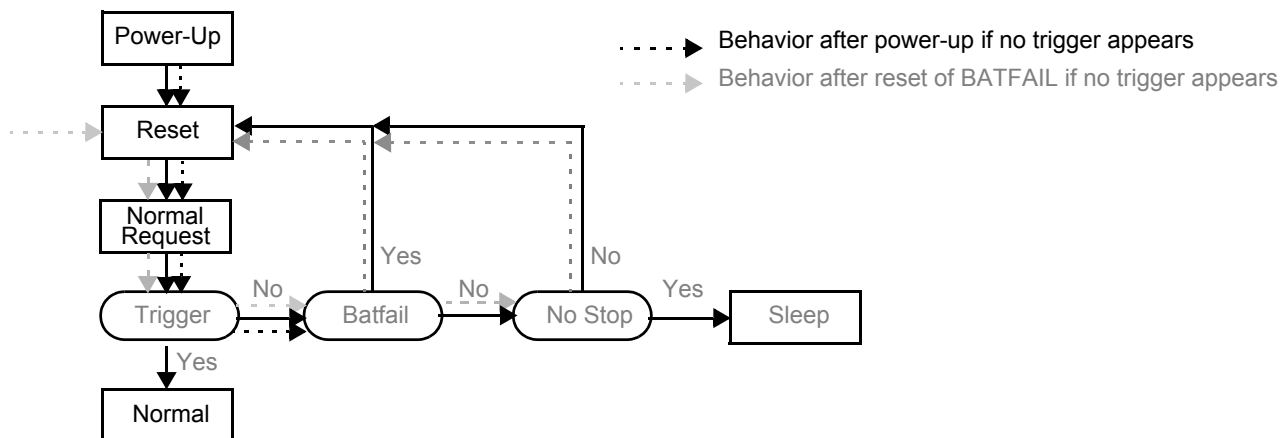 Power-Up
Behavior after power-up if no trigger appears
Behavior after reset of BATFAIL if no trigger appears
Reset
Normal
Request
Yes
No
No
No
Yes
Trigger
Batfail
No Stop
Sleep
Yes
Normal